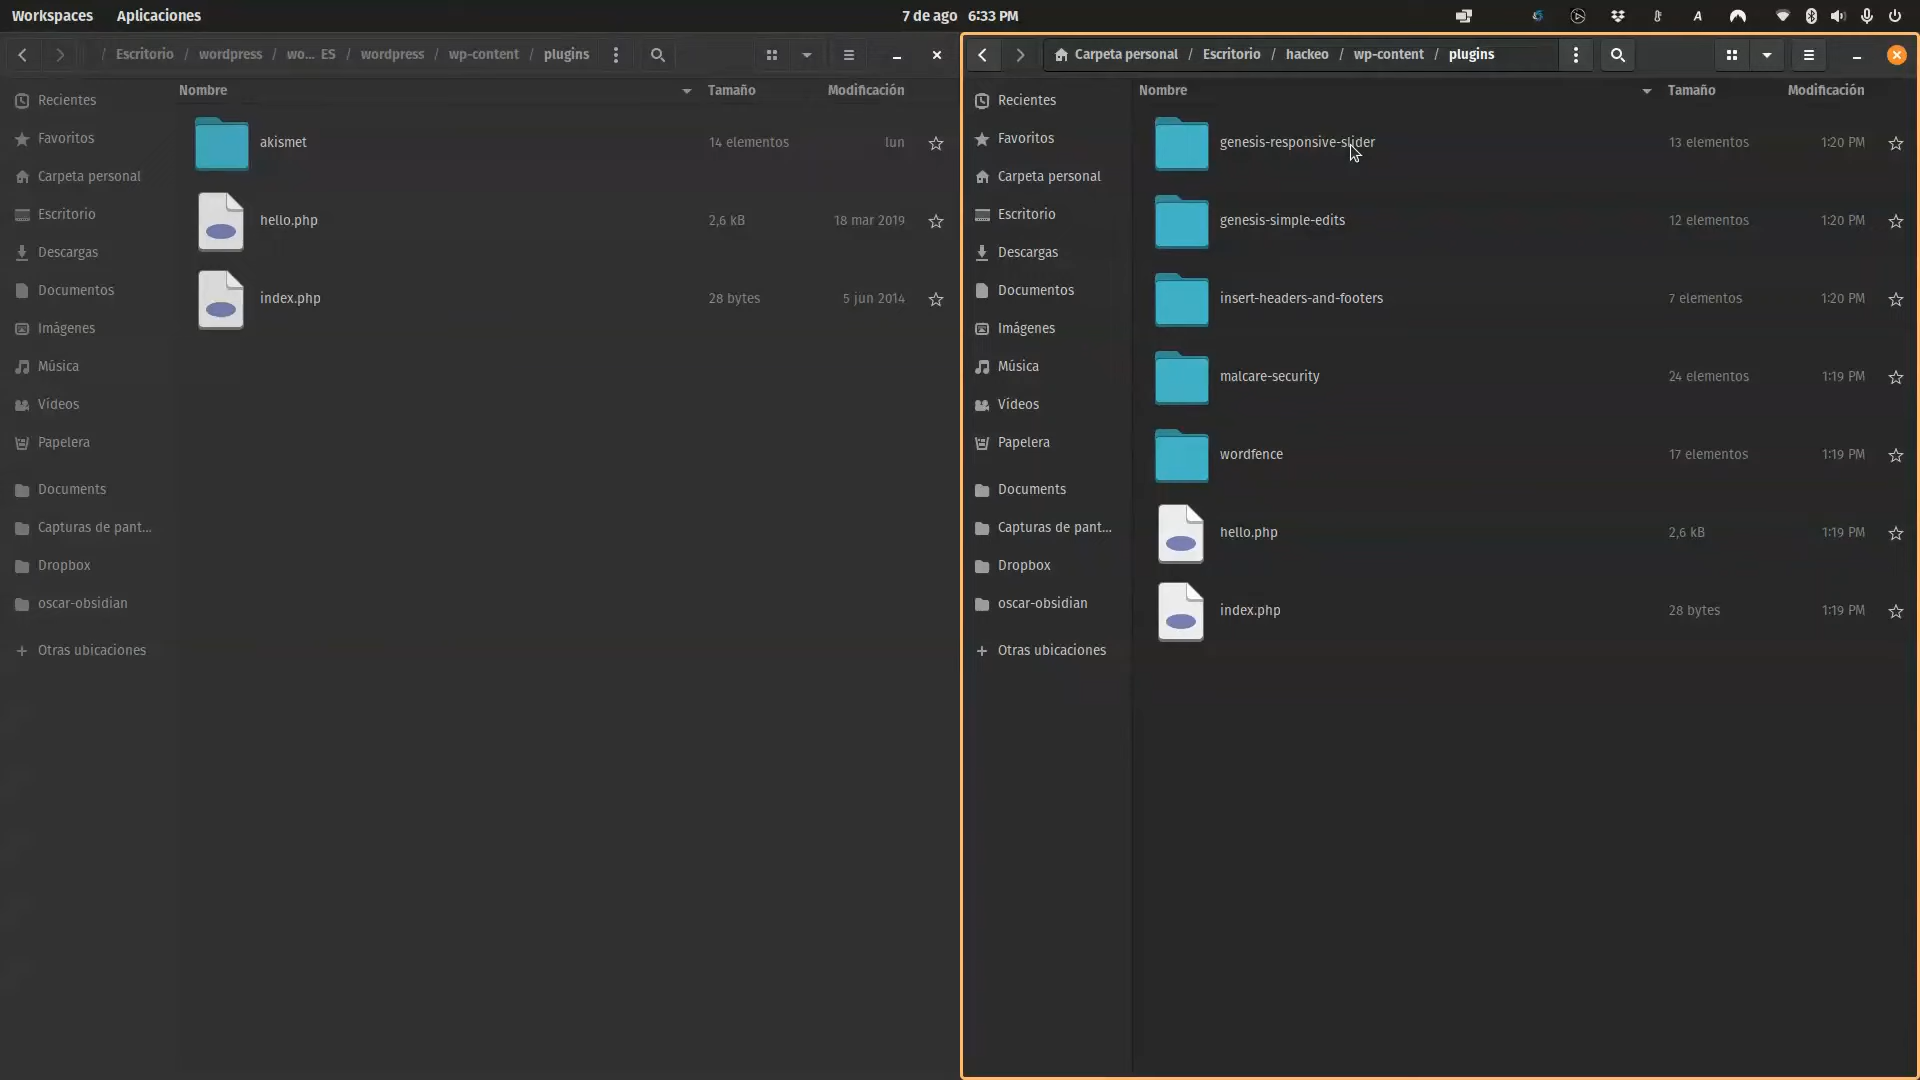 Workspaces Aplicaciones 7 de ago 6:33 PM
/ Escritorio / wordpress / wo... ES / wordpress / wp-content / plugins
Nombre Tamaño Modificación
Recientes
Favoritos
Carpeta personal
Escritorio
Descargas
Documentos
Imágenes
Música
Vídeos
Papelera
Documents
Capturas de pant...
Dropbox
oscar-obsidian
+ Otras ubicaciones
akismet 14 elementos lun
hello.php 2,6 kB 18 mar 2019
index.php 28 bytes 5 jun 2014
Carpeta personal / Escritorio / hackeo / wp-content / plugins
Nombre Tamaño Modificación
Recientes
Favoritos
Carpeta personal
Escritorio
Descargas
Documentos
Imágenes
Música
Vídeos
Papelera
Documents
Capturas de pant...
Dropbox
oscar-obsidian
+ Otras ubicaciones
genesis-responsive-slider 13 elementos 1:20 PM
genesis-simple-edits 12 elementos 1:20 PM
insert-headers-and-footers 7 elementos 1:20 PM
malcare-security 24 elementos 1:19 PM
wordfence 17 elementos 1:19 PM
hello.php 2,6 kB 1:19 PM
index.php 28 bytes 1:19 PM